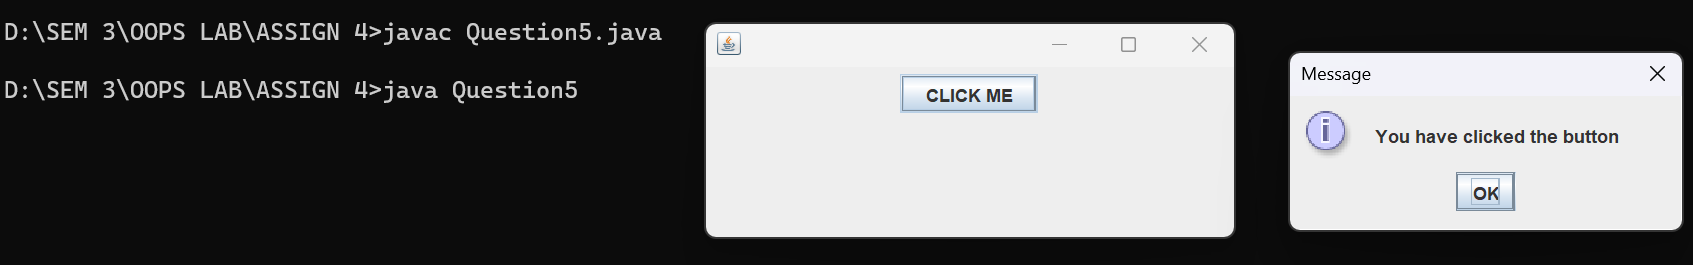 D:\SEM 3\OOPS LAB\ASSIGN 4>javac Question5.java
D:\SEM 3\OOPS LAB\ASSIGN 4>java Question5
CLICK ME
Message
i
You have clicked the button
OK